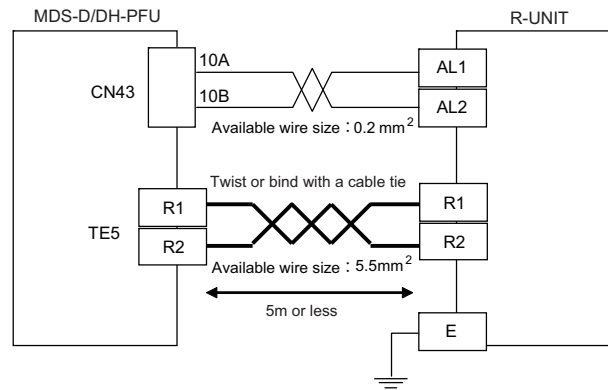 MDS-D/DH-PFU
R-UNIT
10A
AL1
CN43
10B
AL2
Available wire size：0.2 mm²
Twist or bind with a cable tie
R1
R1
TE5
R2
R2
Available wire size：5.5mm²
5m or less
E